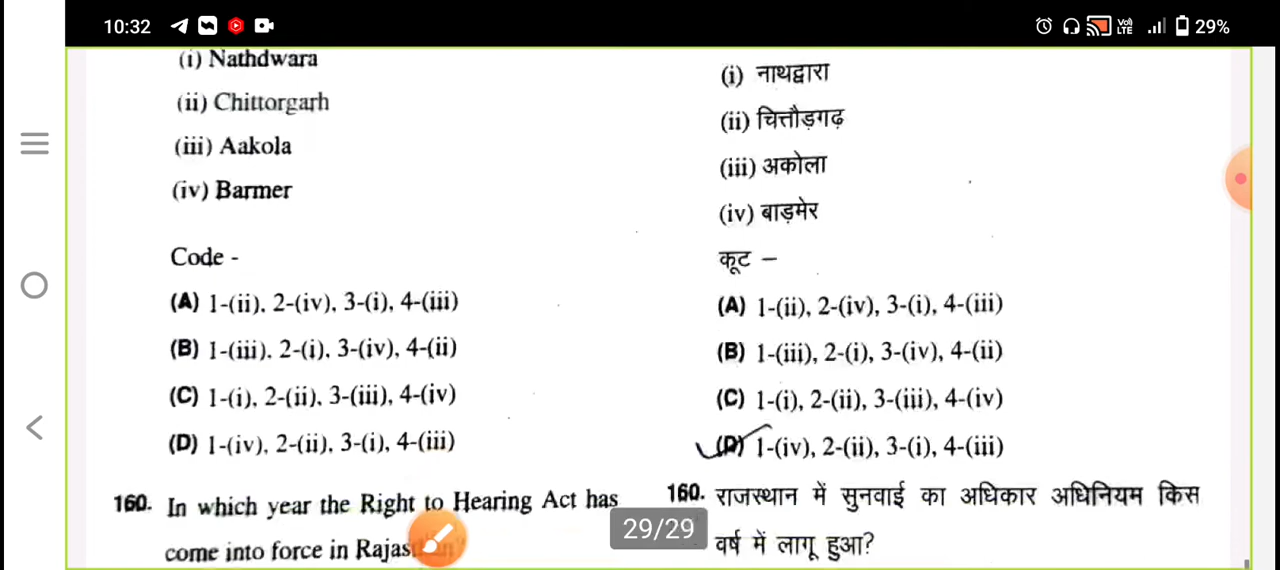 10:32
Vo)
LTE
29%
(i) Nathdwara
(ii) Chittorgarh
(iii) Aakola
(iv) Barmer
Code -
(A) 1-(ii), 2-(iv), 3-(i), 4-(iii)
(B) 1-(iii), 2-(i), 3-(iv), 4-(ii)
(C) 1-(i), 2-(ii), 3-(iii), 4-(iv)
(D) 1-(iv), 2-(ii), 3-(i), 4-(iii)
160. In which year the Right to Hearing Act has
come into force in
(i) नाथद्वारा
(ii) चित्तौड़गढ़
(iii) अकोला
(iv) बाड़मेर
कूट –
(A) 1-(ii), 2-(iv), 3-(i), 4-(iii)
(B) 1-(iii), 2-(i), 3-(iv), 4-(ii)
(C) 1-(i), 2-(ii), 3-(iii), 4-(iv)
(D) 1-(iv), 2-(ii), 3-(i), 4-(iii)
160. राजस्थान में सुनवाई का अधिकार अधिनियम किस
वर्ष में लागू हुआ?
29/29